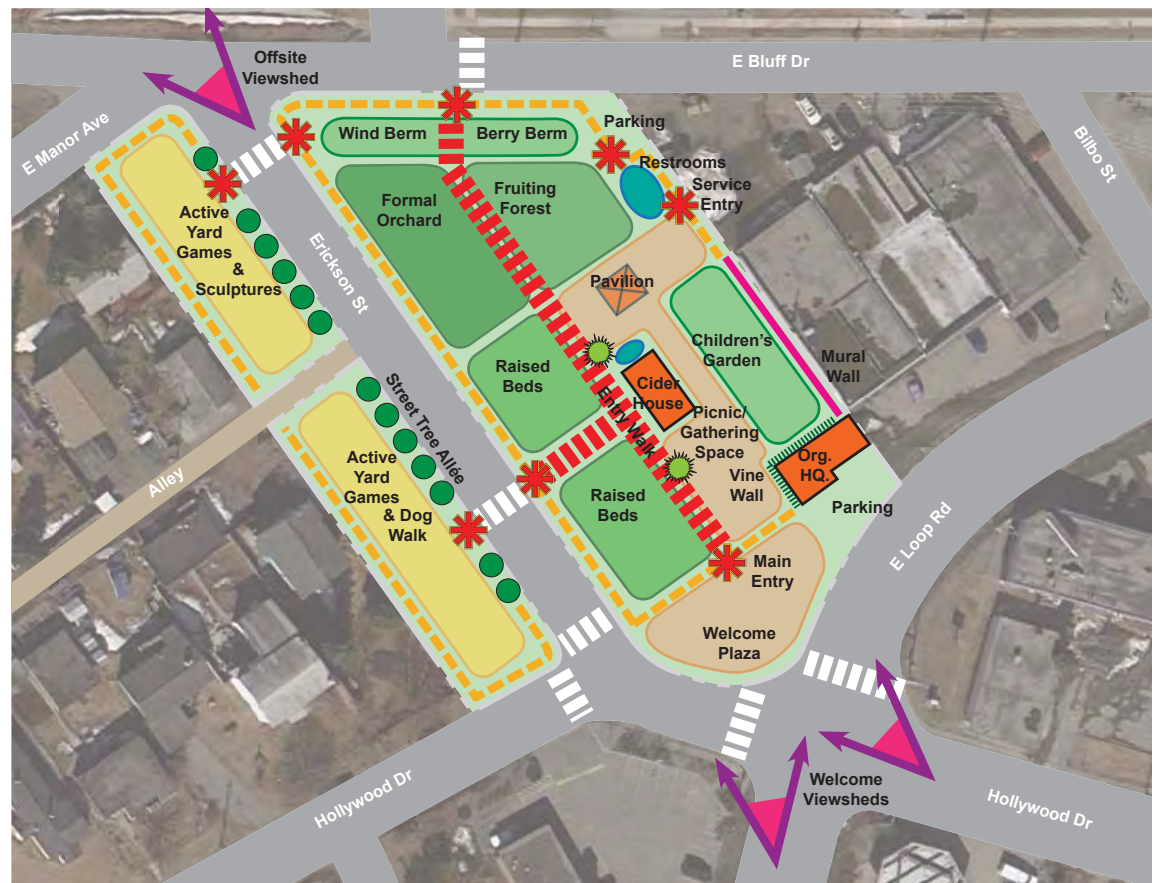 Offsite
Viewshed
E Bluff Dr
E Manor Ave
Wind Berm
Berry Berm
Parking
Bilbo St
Restrooms
Service
Entry
Formal
Orchard
Fruiting
Forest
Active
Yard
Games
&
Sculptures
Erickson St
Pavilion
Children's
Garden
Mural
Wall
Raised
Beds
Cider
House
Entry Walk
Picnic/
Gathering
Space
Street Tree Allée
Alley
Active
Yard
Games
& Dog
Walk
Vine
Wall
Org.
HQ.
Parking
Raised
Beds
E Loop Rd
Main
Entry
Welcome
Plaza
Hollywood Dr
Welcome
Viewsheds
Hollywood Dr